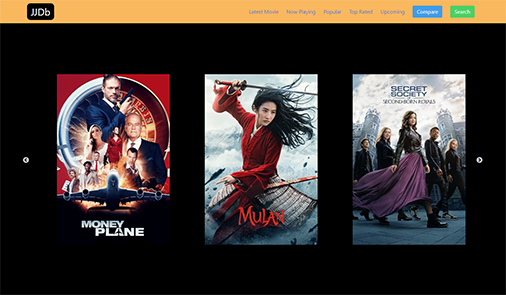 JJDb
Latest Movie Now Playing Popular Top Rated Upcoming Compare Search
MONEY
PLANE
MULAN
SECRET
SOCIETY
SECOND-BORN ROYALS